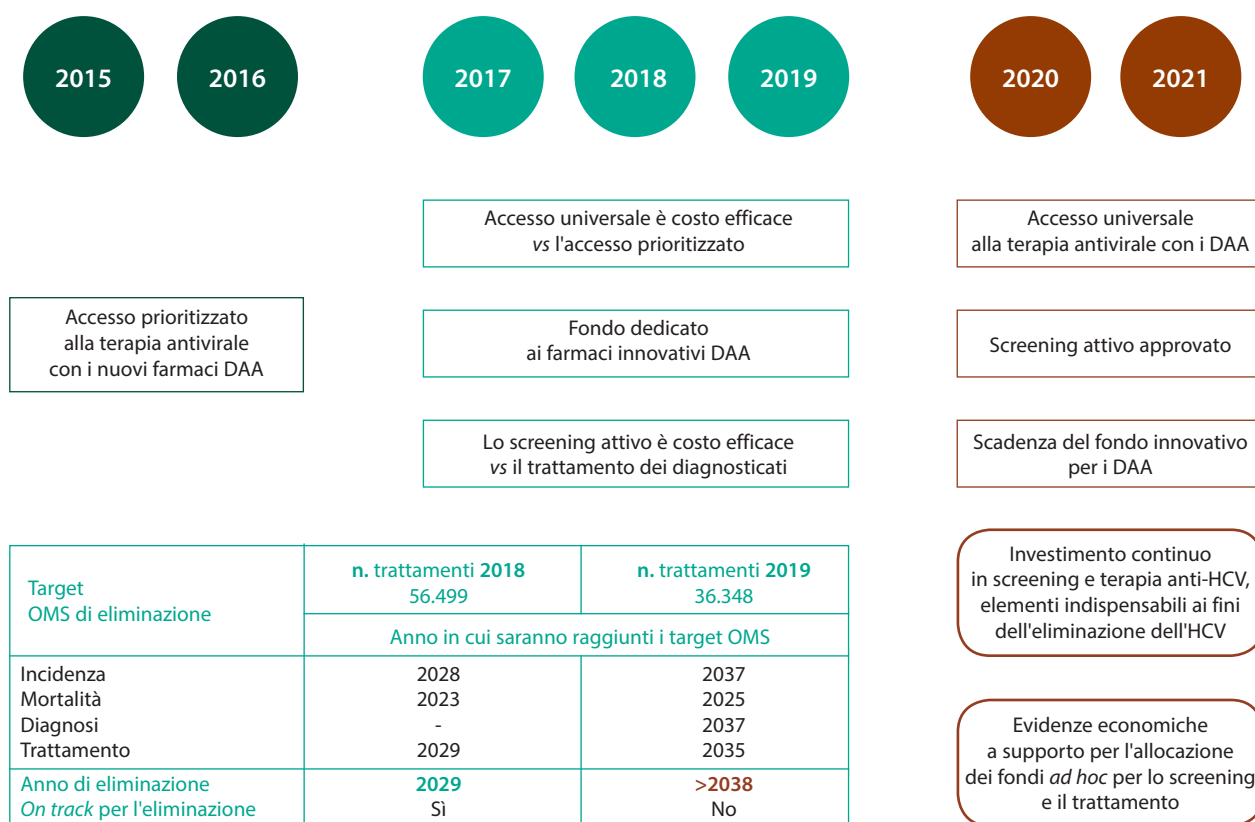 2015
2016
2017
2018
2019
2020
2021
Accesso prioritizzato
alla terapia antivirale
con i nuovi farmaci DAA
Accesso universale è costo efficace
vs l'accesso prioritizzato
Fondo dedicato
ai farmaci innovativi DAA
Lo screening attivo è costo efficace
vs il trattamento dei diagnosticati
Accesso universale
alla terapia antivirale con i DAA
Screening attivo approvato
Scadenza del fondo innovativo
per i DAA
Investimento continuo
in screening e terapia anti-HCV,
elementi indispensabili ai fini
dell'eliminazione dell'HCV
Evidenze economiche
a supporto per l'allocazione
dei fondi ad hoc per lo screening
e il trattamento
Target
OMS di eliminazione
n. trattamenti 2018
56.499
n. trattamenti 2019
36.348
Anno in cui saranno raggiunti i target OMS
Incidenza 2028 2037
Mortalità 2023 2025
Diagnosi - 2037
Trattamento 2029 2035
Anno di eliminazione 2029 >2038
On track per l'eliminazione Sì No